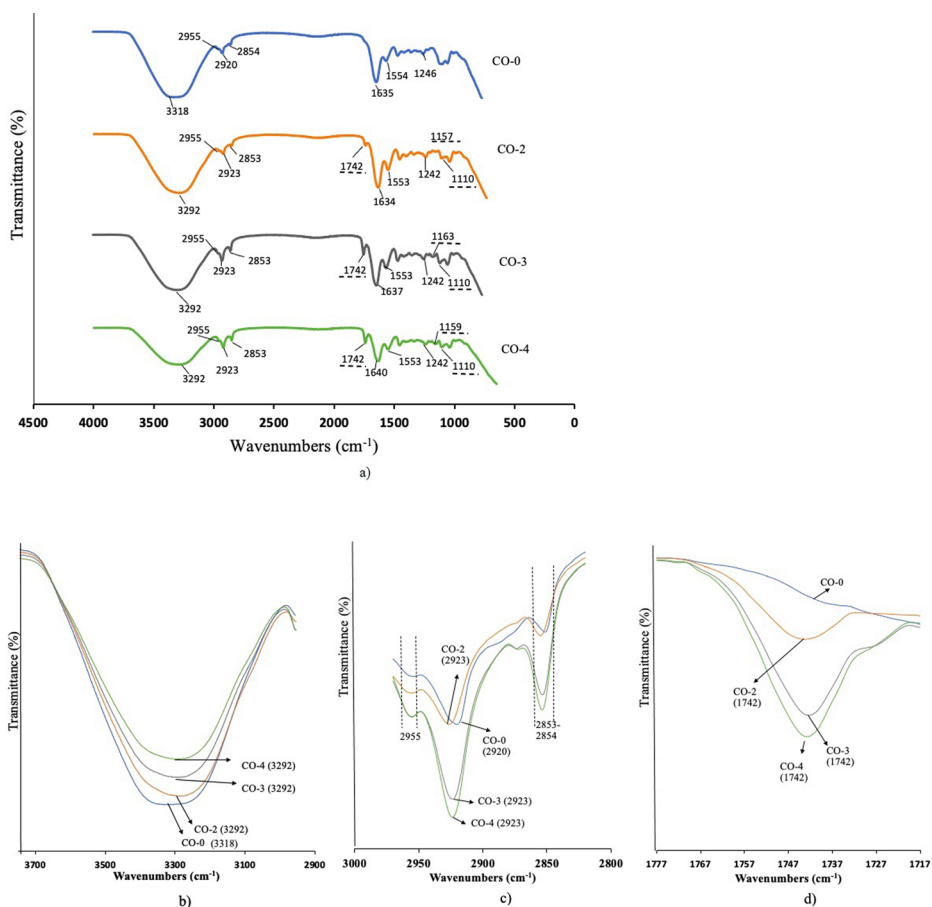 Transmittance (%)
2955
2854
2920
3318
1635
1554
1246
CO-0
2955
2853
2923
3292
1742
1634
1553
1242
1157
1110
CO-2
2955
2853
2923
3292
1742
1637
1553
1242
1163
1110
CO-3
2955
2853
2923
3292
1742
1640
1553
1242
1159
1110
CO-4
4500 4000 3500 3000 2500 2000 1500 1000 500 0
Wavenumbers (cm-1)
a)
Transmittance (%)
CO-4 (3292)
CO-3 (3292)
CO-2 (3292)
CO-0 (3318)
3700 3300 3100 2900
Wavenumbers (cm-1)
b)
Transmittance (%)
CO-2
(2923)
2955
CO-0
(2920)
2853-
2854
CO-3 (2923)
CO-4 (2923)
3000 2950 2900 2850 2800
Wavenumbers (cm-1)
c)
Transmittance (%)
CO-0
CO-2
(1742)
CO-3
(1742)
CO-4
(1742)
1777 1767 1757 1747 1737 1727 1717
Wavenumbers (cm-1)
d)